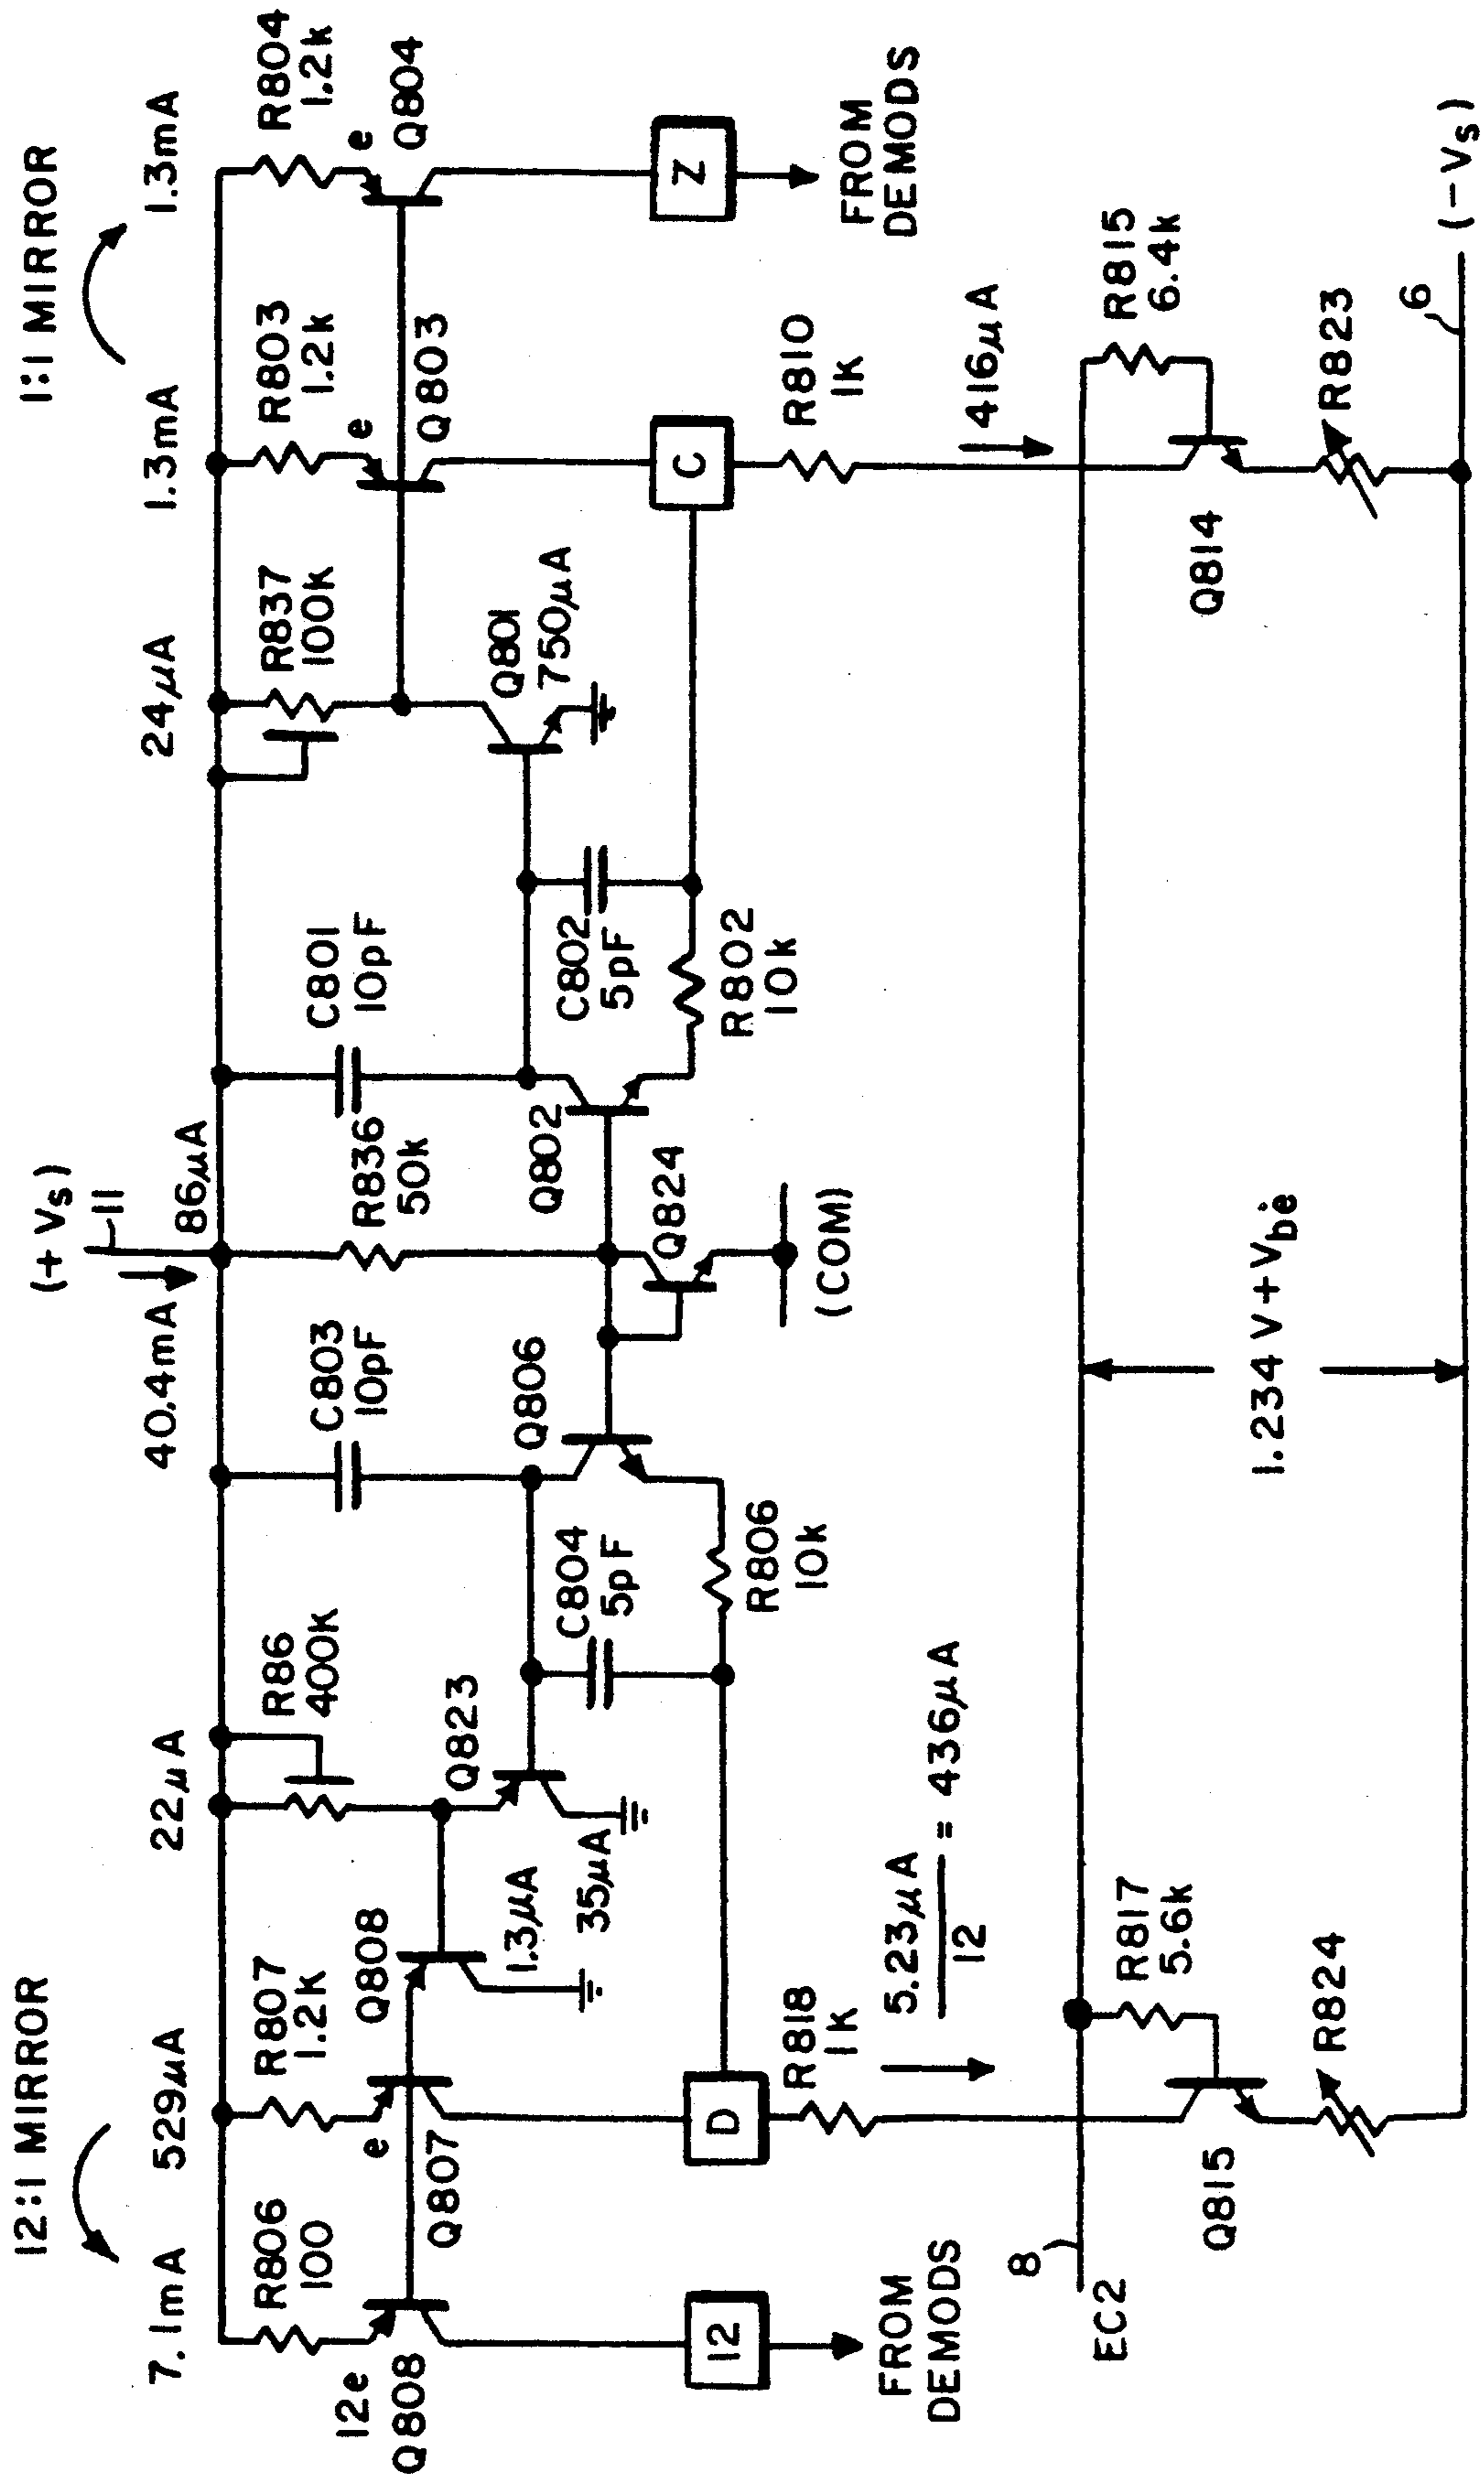 12:1 MIRROR
1:1 MIRROR
(+ Vs)
11
7.1mA
529µA
22µA
40.4mA
86µA
24µA
1.3mA
1.3mA
R806
100
R807
1.2K
R86
400K
C803
10pF
R836
50k
C801
10pF
R837
100k
R803
1.2k
R804
1.2k
12e
Q808
e
Q807
Q808
1.3µA
Q823
35µA
Q806
Q802
Q824
Q801
750µA
e
Q803
e
Q804
C804
5pF
C802
5pF
R806
10k
(COM)
R802
10k
12
D
C
Z
FROM
DEMODS
R818
1K
5.23µA
12
= 436µA
R810
1K
416µA
FROM
DEMODS
8
EC2
R817
5.6k
Q815
R824
1.234V+Vbe
R815
6.4k
Q814
R823
6
(-Vs)